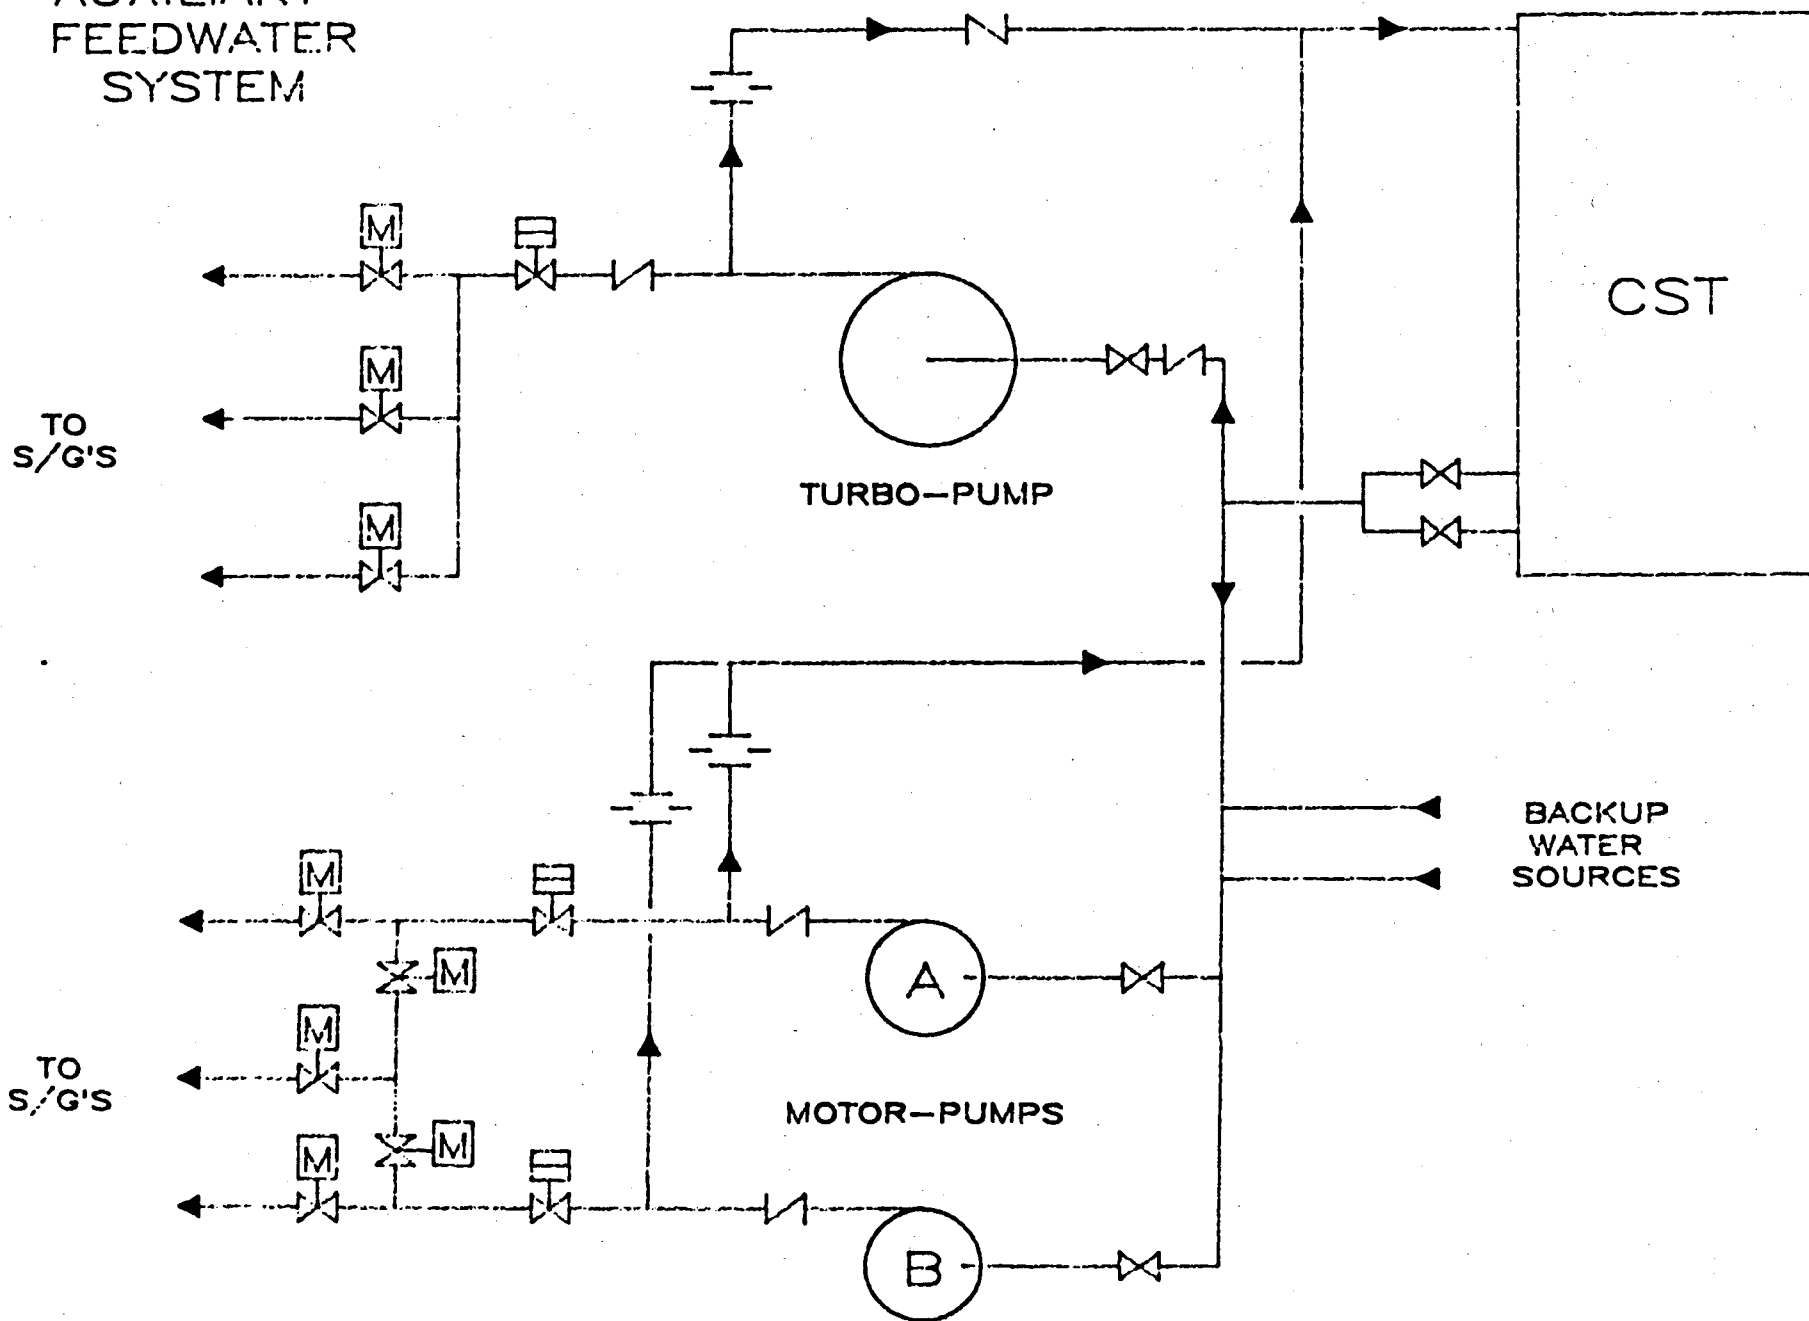 FEEDWATER
SYSTEM
M
M
M
CST
TO
S/G'S
TURBO-PUMP
BACKUP
WATER
SOURCES
M
A
M
M
TO
S/G'S
MOTOR-PUMPS
M
M
B